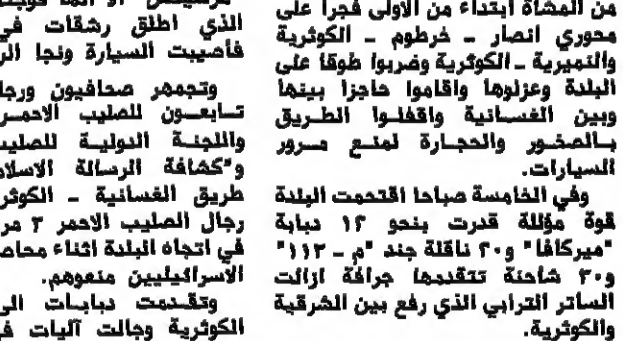 من المشاة ابتداء من الاولى فجرا على
محوري انصار - خرطوم - الكوثرية
والنميرية - الكوثرية وضربوا طوقا على
البلدة وعزلوها واقاموا حاجزا بينها
وبين الغسانية واقفلوا الطريق
بالصخور والحجارة لمنع مرور
السيارات.
وفي الخامسة صباحا اقتحمت البلدة
قوة مؤللة قدرت بنحو ١٢ دبابة
"ميركافا" و٢٠ ناقلة جند "م - ١١٣"
و٣٠ شاحنة تتقدمها جرافة ازالت
الساتر الترابي الذي رفع بين الشرقية
والكوثرية.
الذي اطلق رشقات في
فأصيبت السيارة ونجا الر
وتجمهر صحافيون ورجا
تابعون للصليب الاحمر
واللجنة الدولية للصليب
و"كشافة الرسالة الاسلا
طريق الغسانية - الكوثر
رجال الصليب الاحمر ٣ مر
في اتجاه البلدة اثناء محاص
الاسرائيليين منعوهم.
وتقدمت دبابات الى
الكوثرية وجالت آليات ف